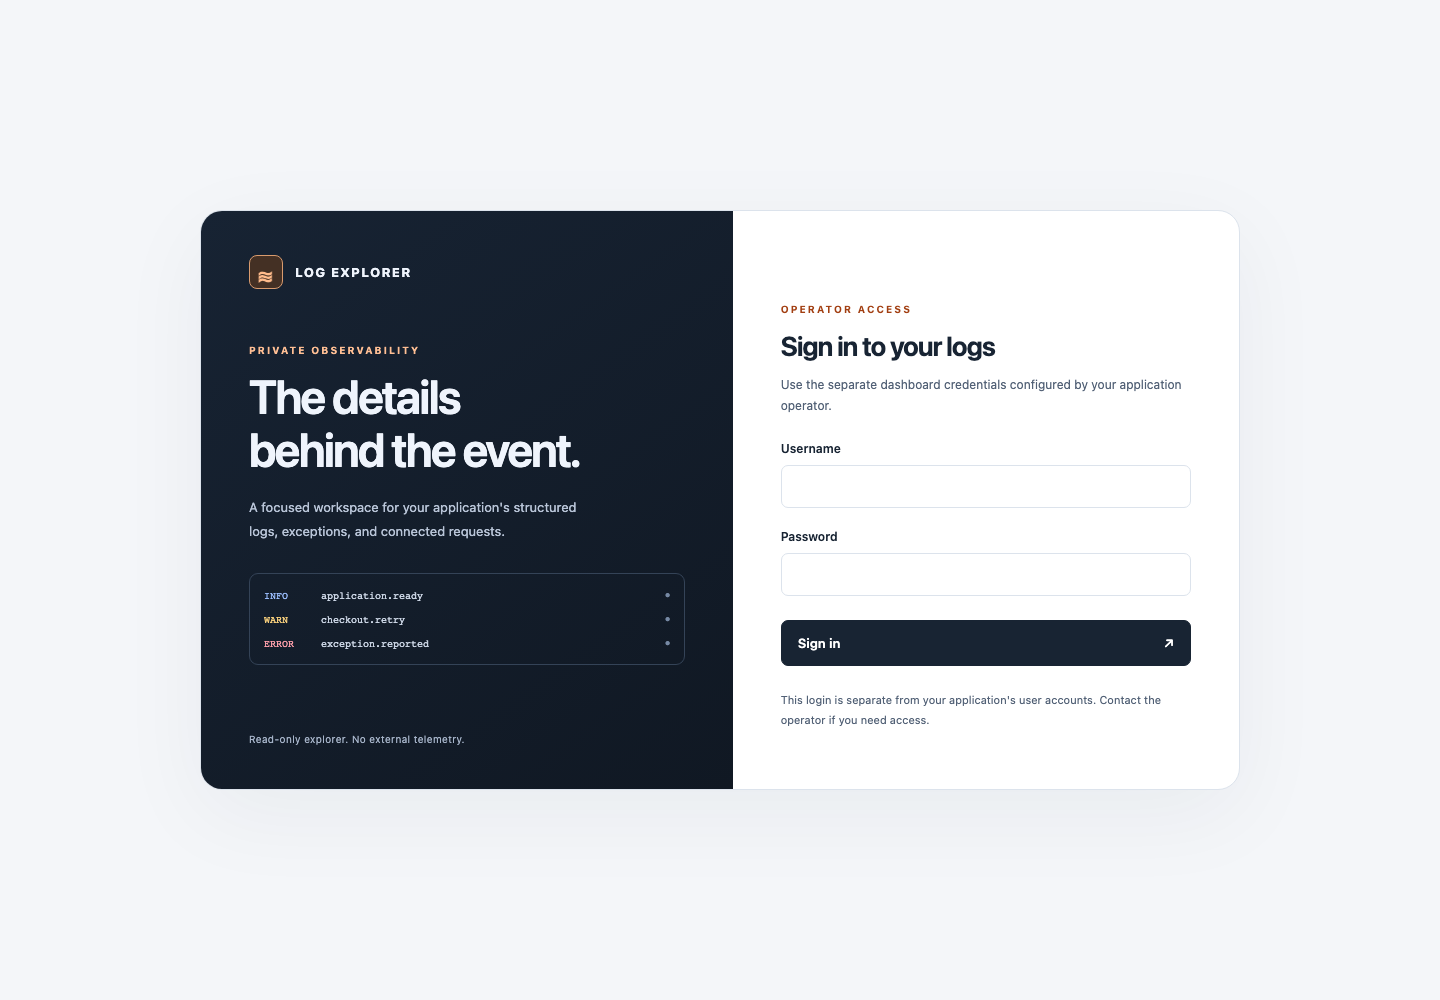 LOG EXPLORER
PRIVATE OBSERVABILITY
The details
behind the event.
A focused workspace for your application's structured
logs, exceptions, and connected requests.
INFO application.ready
WARN checkout.retry
ERROR exception.reported
Read-only explorer. No external telemetry.
OPERATOR ACCESS
Sign in to your logs
Use the separate dashboard credentials configured by your application
operator.
Username
Password
Sign in
This login is separate from your application's user accounts. Contact the
operator if you need access.